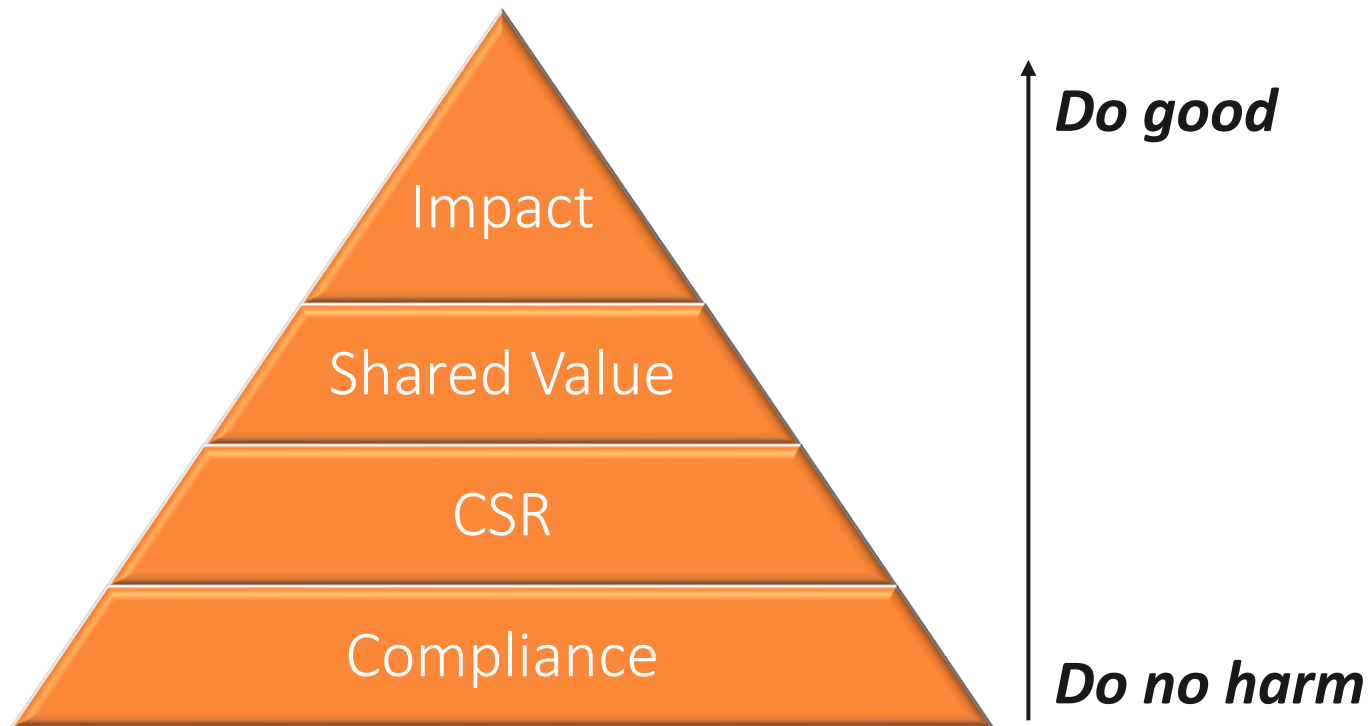 Do good
Impact
Shared Value
CSR
Compliance
Do no harm